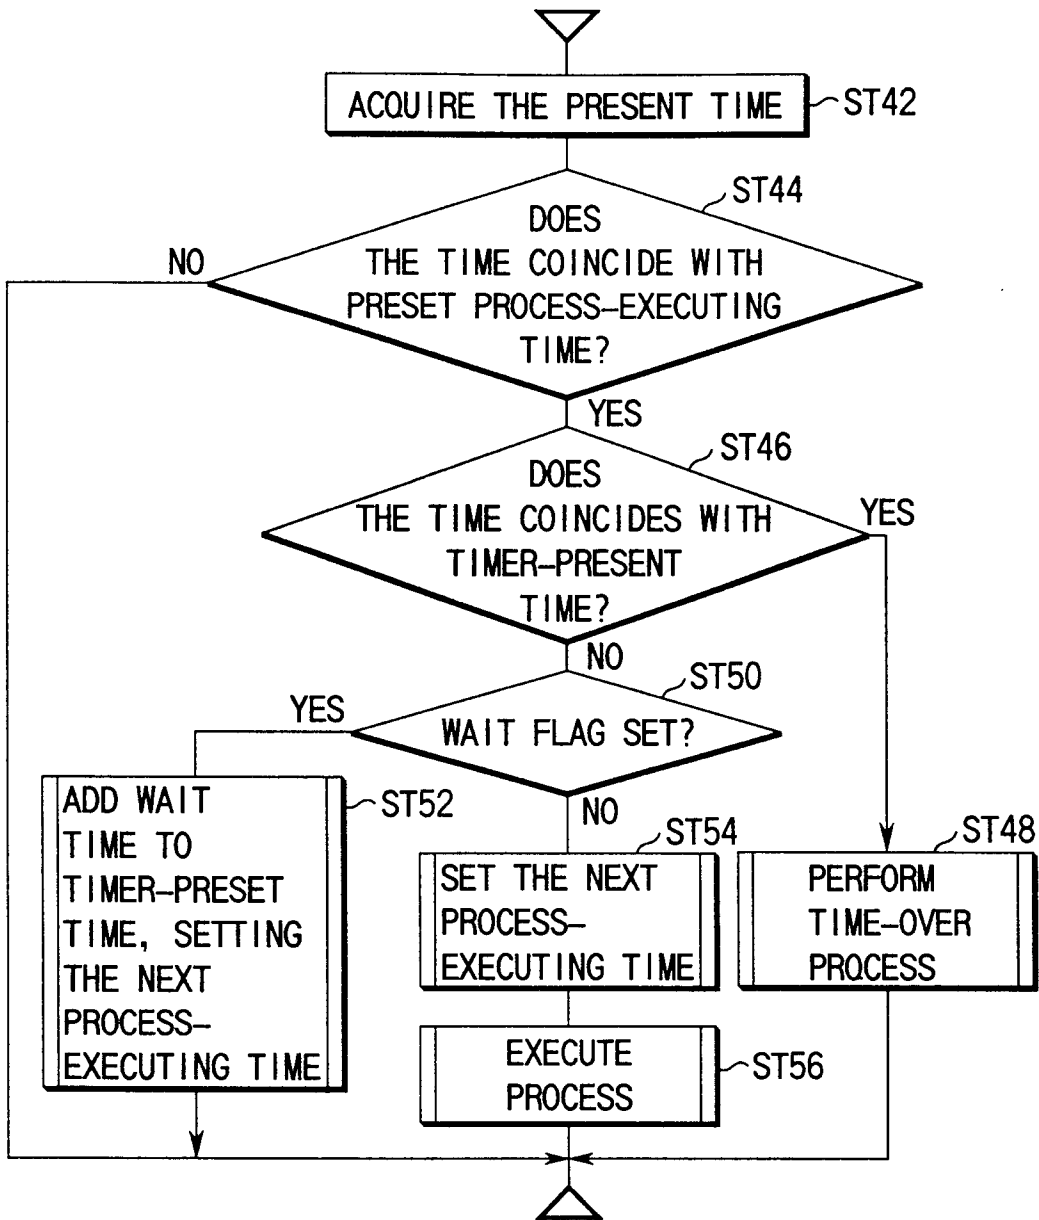 ACQUIRE THE PRESENT TIME
ST42
ST44
DOES
THE TIME COINCIDE WITH
PRESET PROCESS-EXECUTING
TIME?
NO
YES
ST46
DOES
THE TIME COINCIDES WITH
TIMER-PRESENT
TIME?
YES
NO
ST50
WAIT FLAG SET?
YES
NO
ST52
ADD WAIT
TIME TO
TIMER-PRESET
TIME, SETTING
THE NEXT
PROCESS-
EXECUTING TIME
ST54
SET THE NEXT
PROCESS-
EXECUTING TIME
ST48
PERFORM
TIME-OVER
PROCESS
EXECUTE
PROCESS
ST56